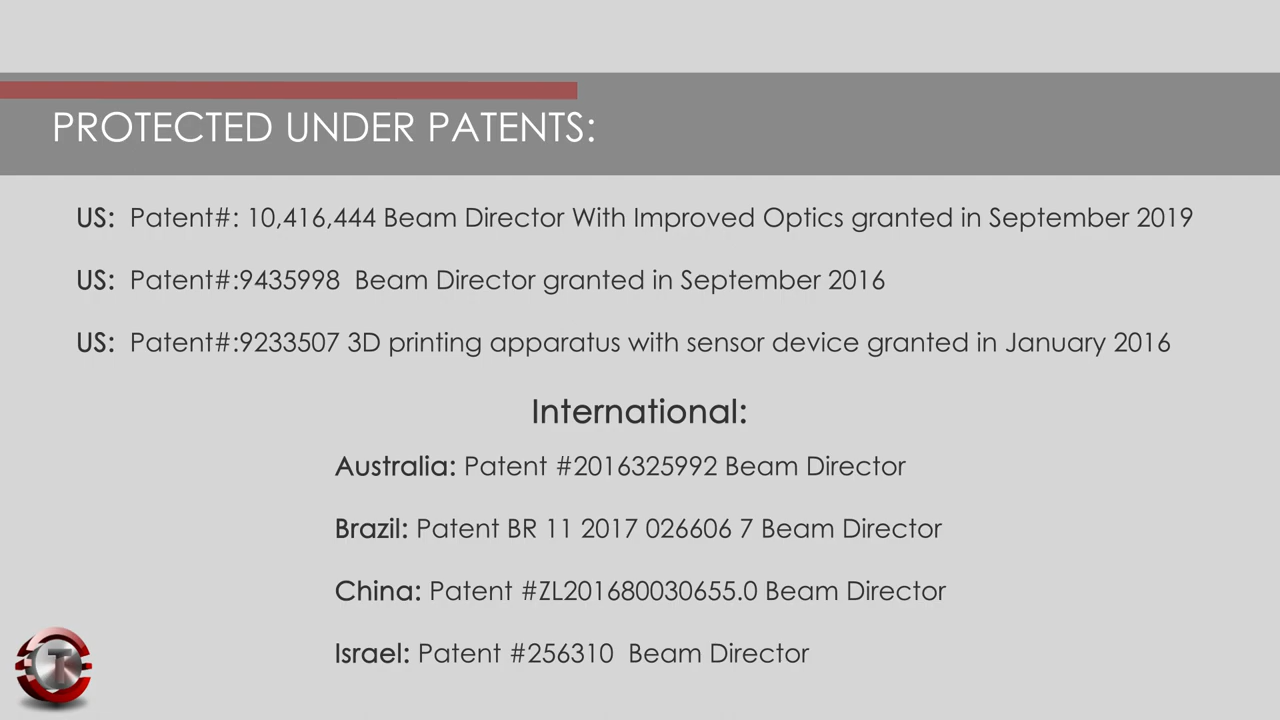 PROTECTED UNDER PATENTS:
US: Patent#: 10,416,444 Beam Director With Improved Optics granted in September 2019
US: Patent#:9435998 Beam Director granted in September 2016
US: Patent#:9233507 3D printing apparatus with sensor device granted in January 2016
International:
Australia: Patent #2016325992 Beam Director
Brazil: Patent BR 11 2017 026606 7 Beam Director
China: Patent #ZL201680030655.0 Beam Director
Israel: Patent #256310 Beam Director
T